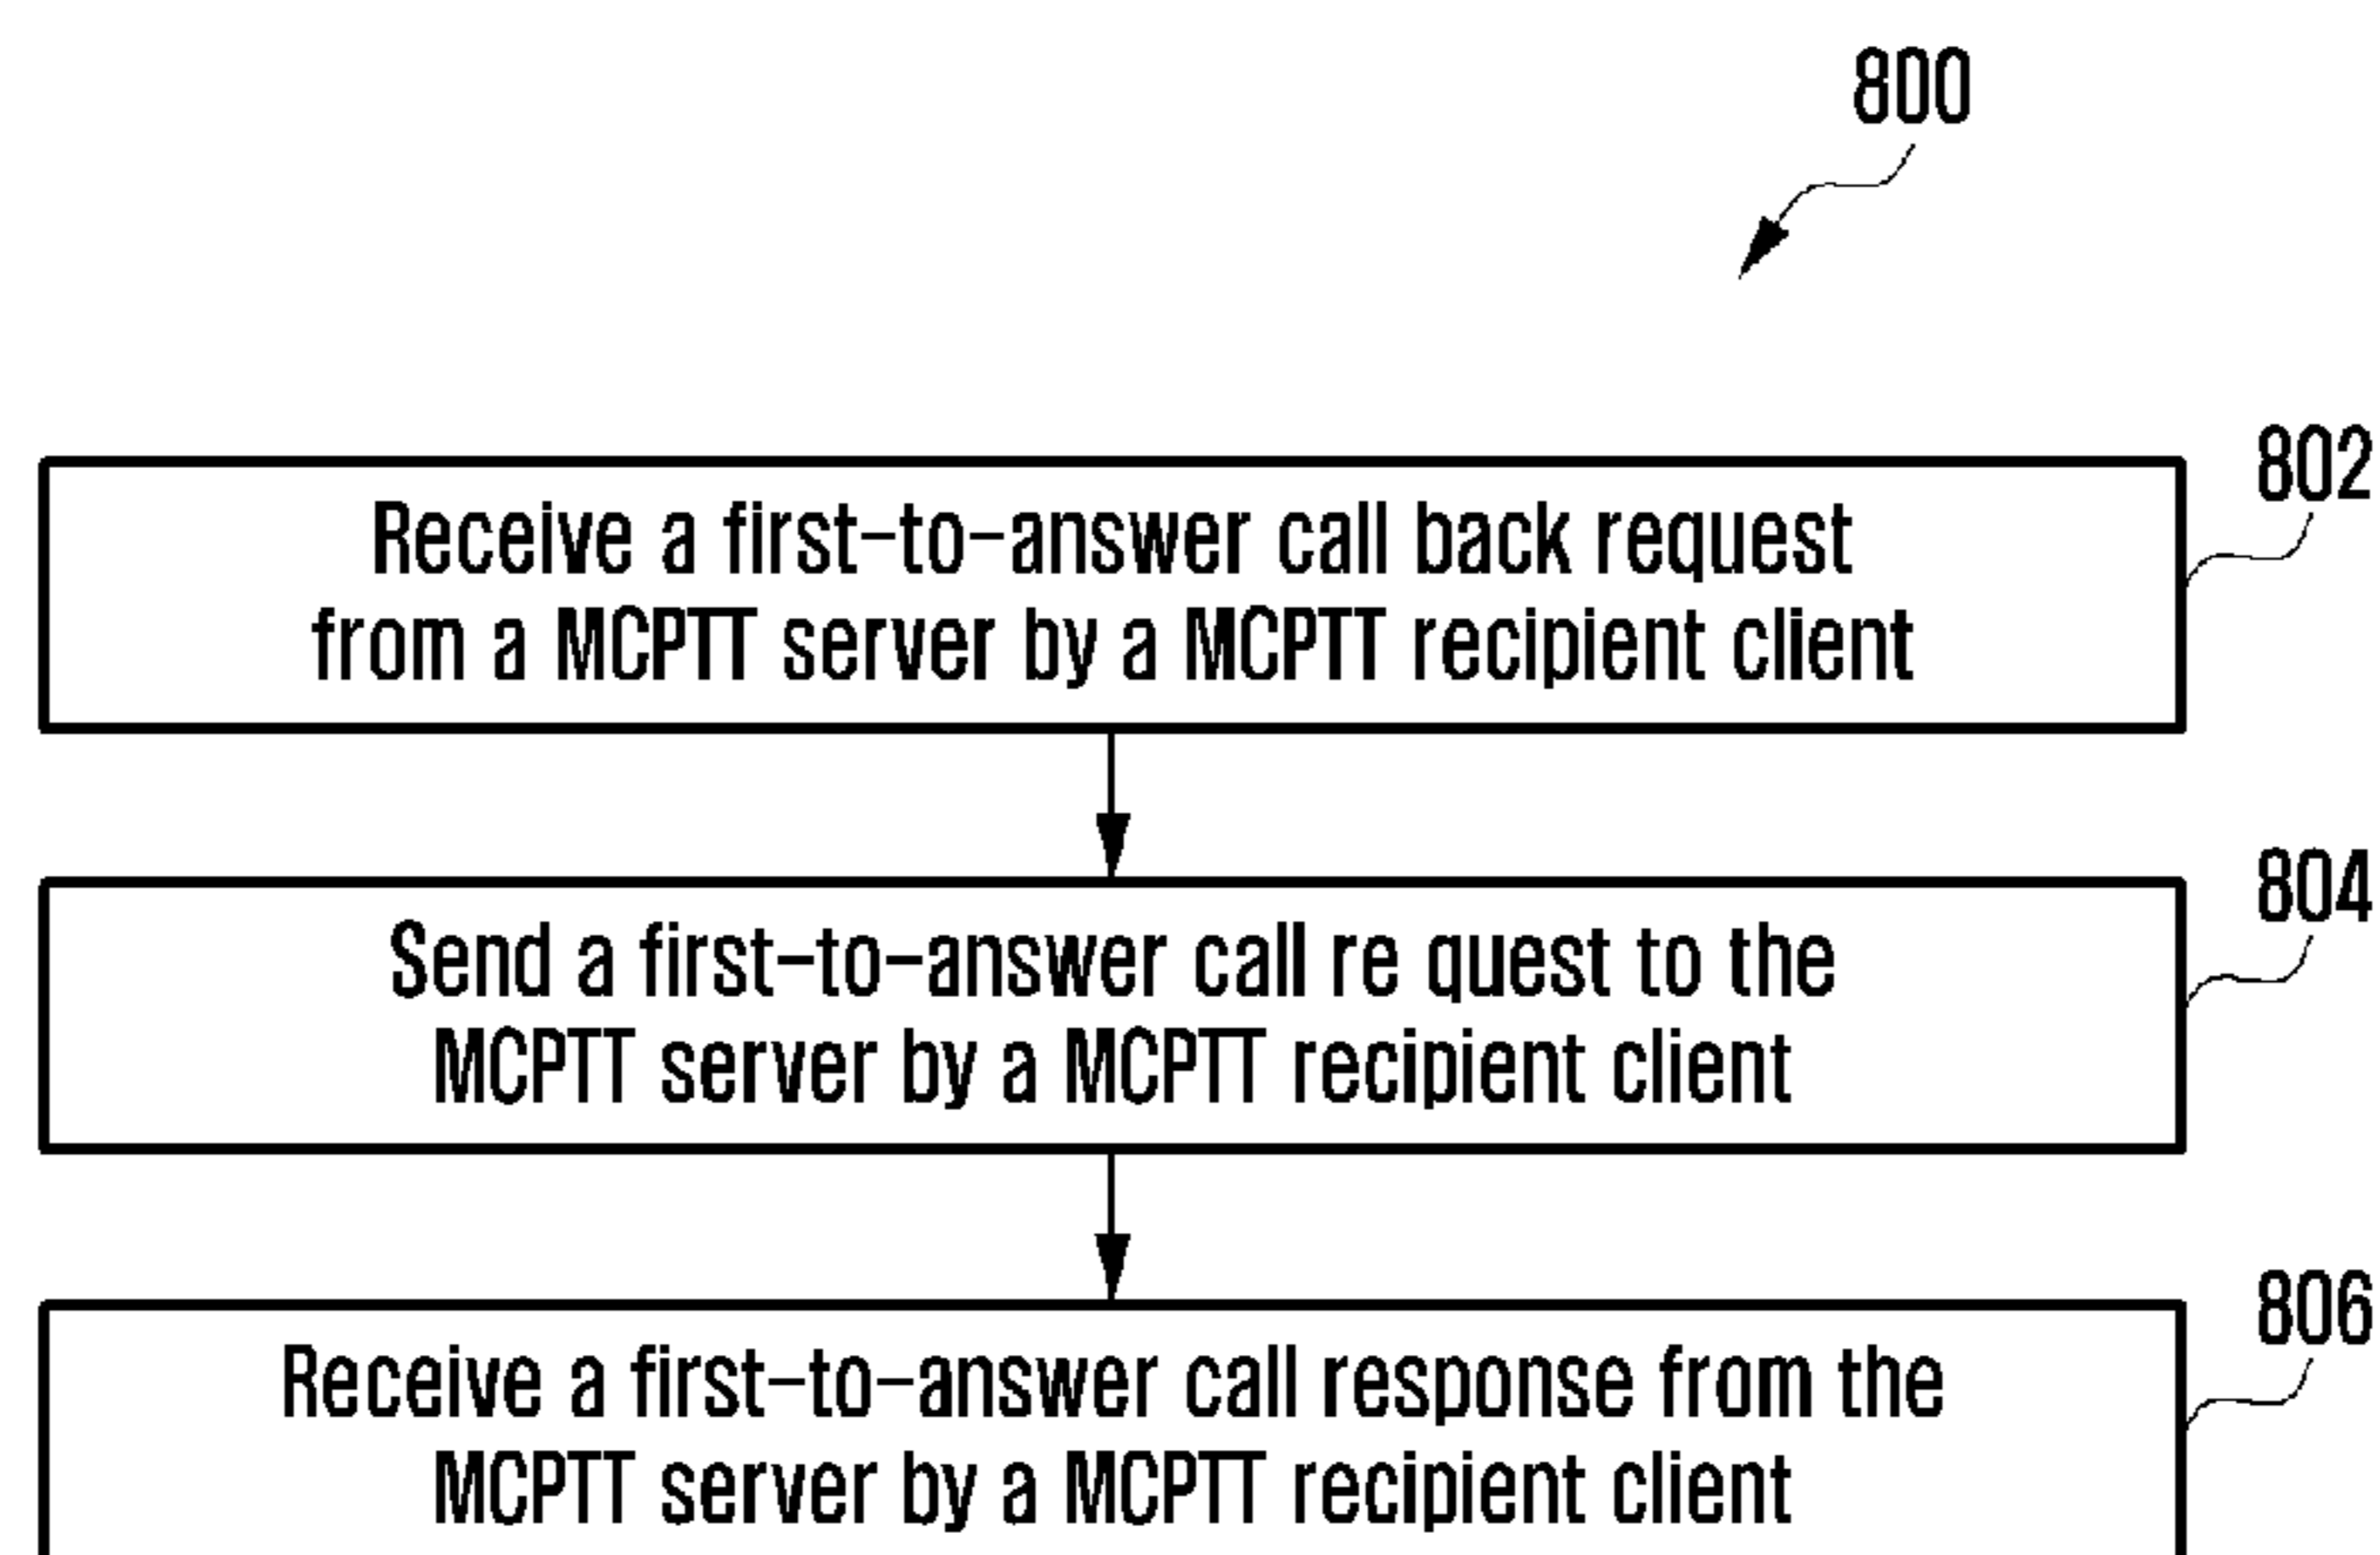 800
802
Receive a first-to-answer call back request
from a MCPTT server by a MCPTT recipient client
804
Send a first-to-answer call re quest to the
MCPTT server by a MCPTT recipient client
806
Receive a first-to-answer call response from the
MCPTT server by a MCPTT recipient client